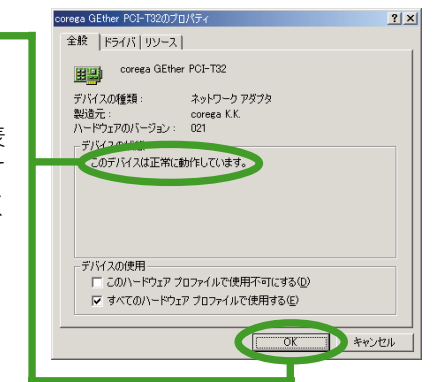 corega GEther PCI-T32のプロパティ
全般 ドライバ リソース
corega GEther PCI-T32
デバイスの種類： ネットワーク アダプタ
製造元： corega K.K.
ハードウェアのバージョン： 021
デバイスの状態
このデバイスは正常に動作しています。
デバイスの使用
このハードウェア プロファイルで使用不可にする(D)
すべてのハードウェア プロファイルで使用する(E)
OK キャンセル